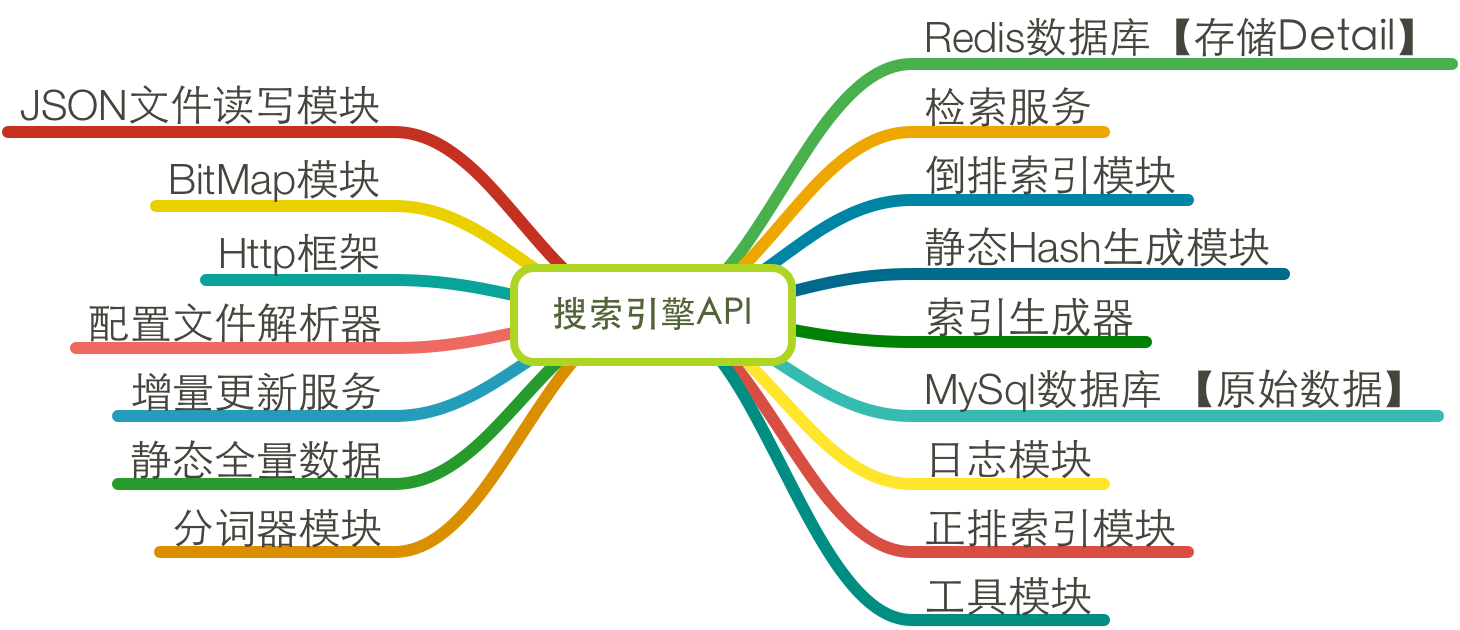 搜索引擎API
Redis数据库【存储Detail】
检索服务
倒排索引模块
静态Hash生成模块
索引生成器
MySql数据库 【原始数据】
日志模块
正排索引模块
工具模块
JSON文件读写模块
BitMap模块
Http框架
配置文件解析器
增量更新服务
静态全量数据
分词器模块